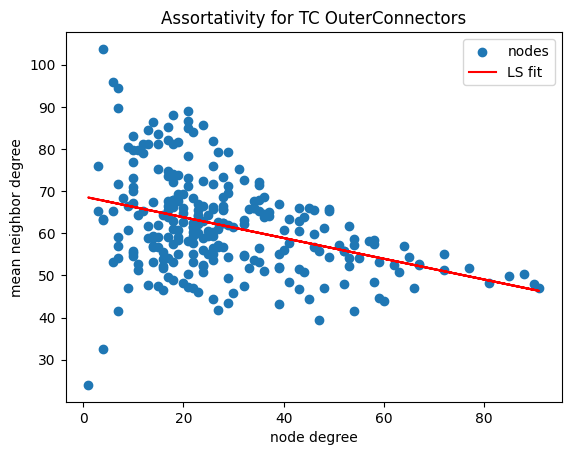 Assortativity for TC OuterConnectors
nodes
LS fit
mean neighbor degree
100
90
80
70
60
50
40
30
0 20 40 60 80
node degree